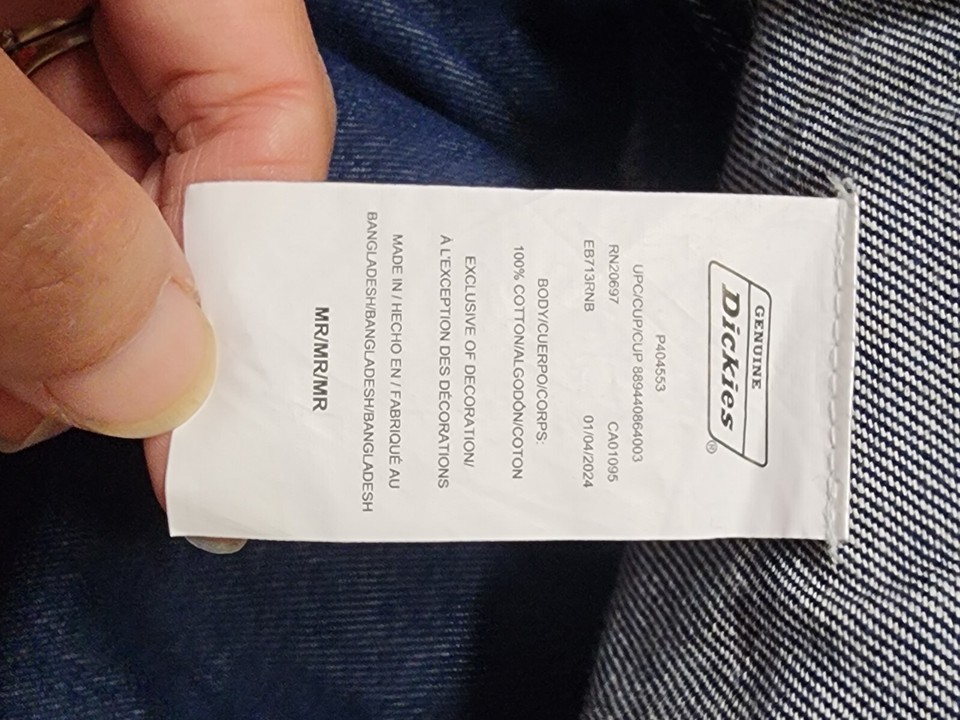 GENUINE
Dickies®
P404553
UPC/CUP/CUP 889440864003
RN20697 CA01095
EB713RNB 01/04/2024
BODY/CUERPO/CORPS:
100% COTTON/ALGODÓN/COTON
EXCLUSIVE OF DECORATION/
À L'EXCEPTION DES DÉCORATIONS
MADE IN / HECHO EN / FABRIQUÉ AU
BANGLADESH/BANGLADESH/BANGLADESH
MR/MR/MR